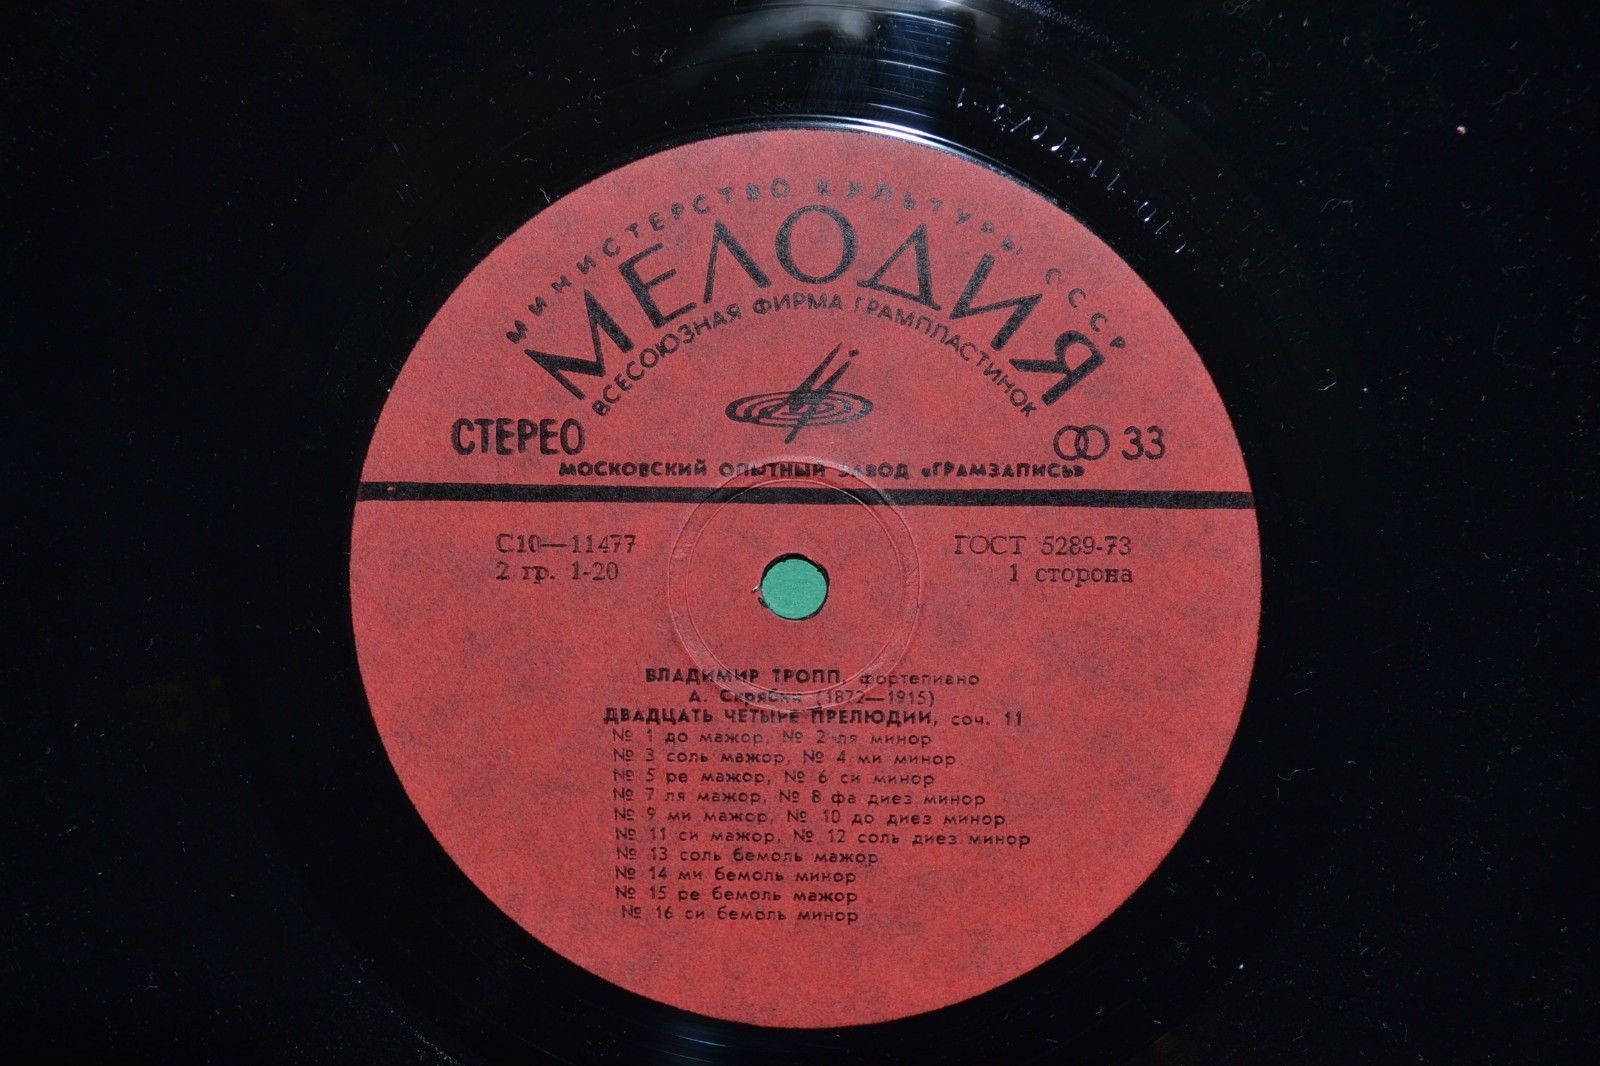 МИНИСТЕРСТВО КУЛЬТУРЫ СССР
МЕЛОДИЯ
ВСЕСОЮЗНАЯ ФИРМА ГРАМПЛАСТИНОК
СТЕРЕО
33
МОСКОВСКИЙ ОПЫТНЫЙ ЗАВОД «ГРАМЗАПИСЬ»
С10—11477
ГОСТ 5289-73
2 гр. 1-20
1 сторона
ВЛАДИМИР ТРОПП, фортепиано
А. Скрябин (1872—1915)
ДВАДЦАТЬ ЧЕТЫРЕ ПРЕЛЮДИИ, соч. 11
№ 1 до мажор, № 2 ля минор
№ 3 соль мажор, № 4 ми минор
№ 5 ре мажор, № 6 си минор
№ 7 ля мажор, № 8 фа диез минор
№ 9 ми мажор, № 10 до диез минор
№ 11 си мажор, № 12 соль диез минор
№ 13 соль бемоль мажор
№ 14 ми бемоль минор
№ 15 ре бемоль мажор
№ 16 си бемоль минор